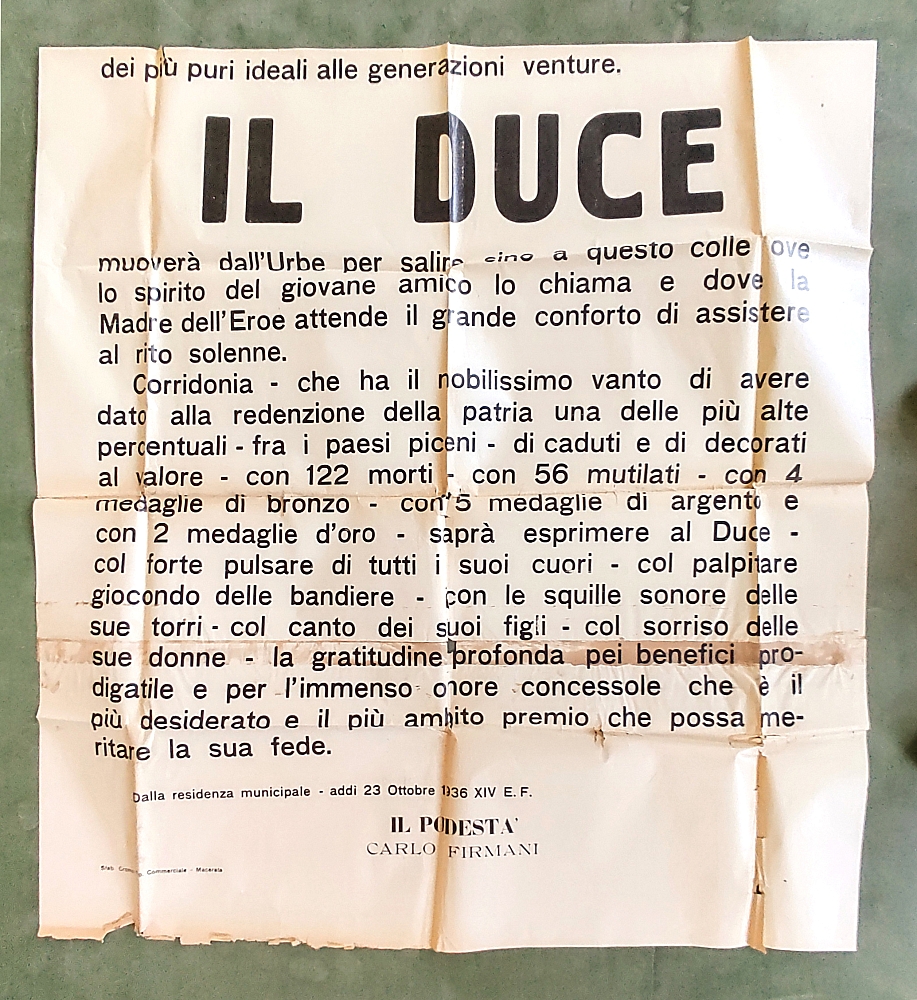 dei più puri ideali alle generazioni venture.
IL DUCE
muoverà dall'Urbe per salire sino a questo colle ove
lo spirito del giovane amico lo chiama e dove la
Madre dell'Eroe attende il grande conforto di assistere
al rito solenne.
Corridonia - che ha il nobilissimo vanto di avere
dato alla redenzione della patria una delle più alte
percentuali - fra i paesi piceni - di caduti e di decorati
al valore - con 122 morti - con 56 mutilati - con 4
medaglie di bronzo - con 5 medaglie di argento e
con 2 medaglie d'oro - saprà esprimere al Duce -
col forte pulsare di tutti i suoi cuori - col palpitare
giocondo delle bandiere - con le squille sonore delle
sue torri - col canto dei suoi figli - col sorriso delle
sue donne - la gratitudine profonda pei benefici pro-
digatile e per l'immenso onore concessole che è il
più desiderato e il più ambito premio che possa me-
ritare la sua fede.
Dalla residenza municipale - addi 23 Ottobre 1936 XIV E. F.
IL PODESTA'
CARLO FIRMANI
Stab. Commerciale - Macerata